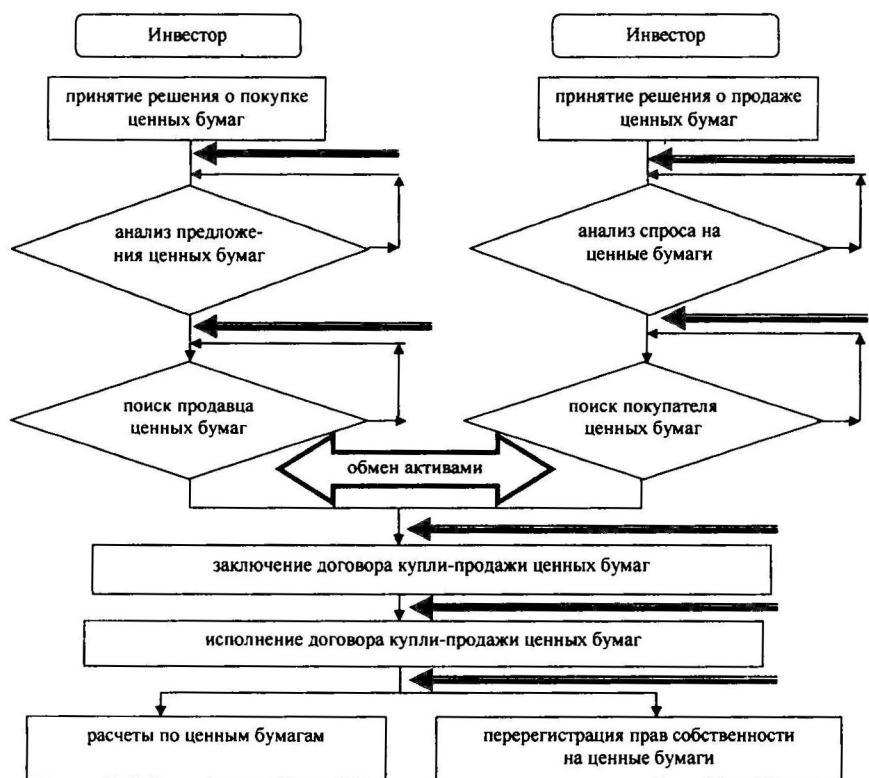 Инвестор
Инвестор
принятие решения о покупке
ценных бумаг
принятие решения о продаже
ценных бумаг
анализ предложе-
ния ценных бумаг
анализ спроса на
ценные бумаги
поиск продавца
ценных бумаг
поиск покупателя
ценных бумаг
обмен активами
заключение договора купли-продажи ценных бумаг
исполнение договора купли-продажи ценных бумаг
расчеты по ценным бумагам
перерегистрация прав собственности
на ценные бумаги